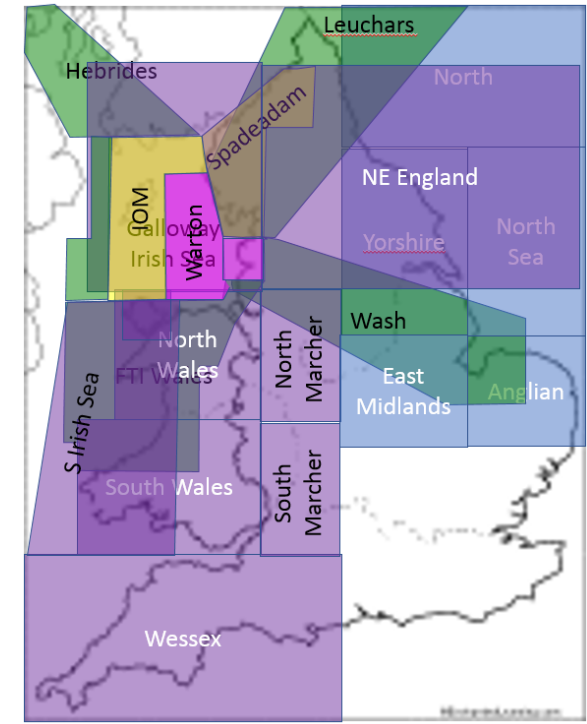 Leuchars
Hebrides
North
Spadeadam
NE England
IOM
Galloway
Irish Sea
Warton
Yorshire
North
Sea
Wash
North
Wales
FTI Wales
North
Marcher
East
Midlands
Anglian
S Irish Sea
South Wales
South
Marcher
Wessex